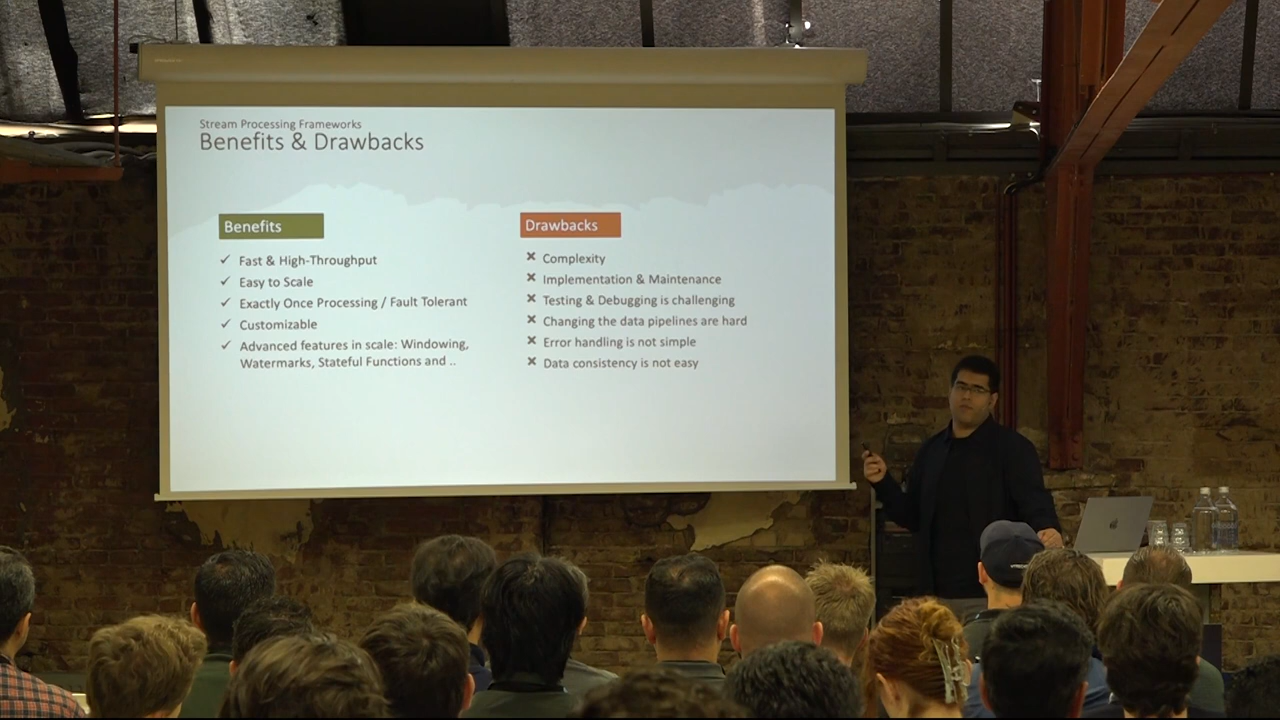 Stream Processing Frameworks
Benefits & Drawbacks
Benefits
Fast & High-Throughput
Easy to Scale
Exactly Once Processing / Fault Tolerant
Customizable
Advanced features in scale: Windowing,
Watermarks, Stateful Functions and ..
Drawbacks
Complexity
Implementation & Maintenance
Testing & Debugging is challenging
Changing the data pipelines are hard
Error handling is not simple
Data consistency is not easy